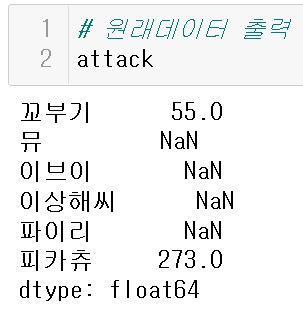 1 # 원래데이터 출력
2 attack
꼬부기 55.0
뮤 NaN
이브이 NaN
이상해씨 NaN
파이리 NaN
피카츄 273.0
dtype: float64